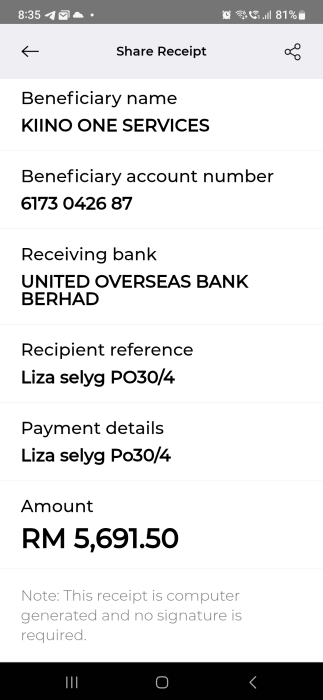 8:35
81%
Share Receipt
Beneficiary name
KIINO ONE SERVICES
Beneficiary account number
6173 0426 87
Receiving bank
UNITED OVERSEAS BANK
BERHAD
Recipient reference
Liza selyg PO30/4
Payment details
Liza selyg Po30/4
Amount
RM 5,691.50
Note: This receipt is computer
generated and no signature is
required.